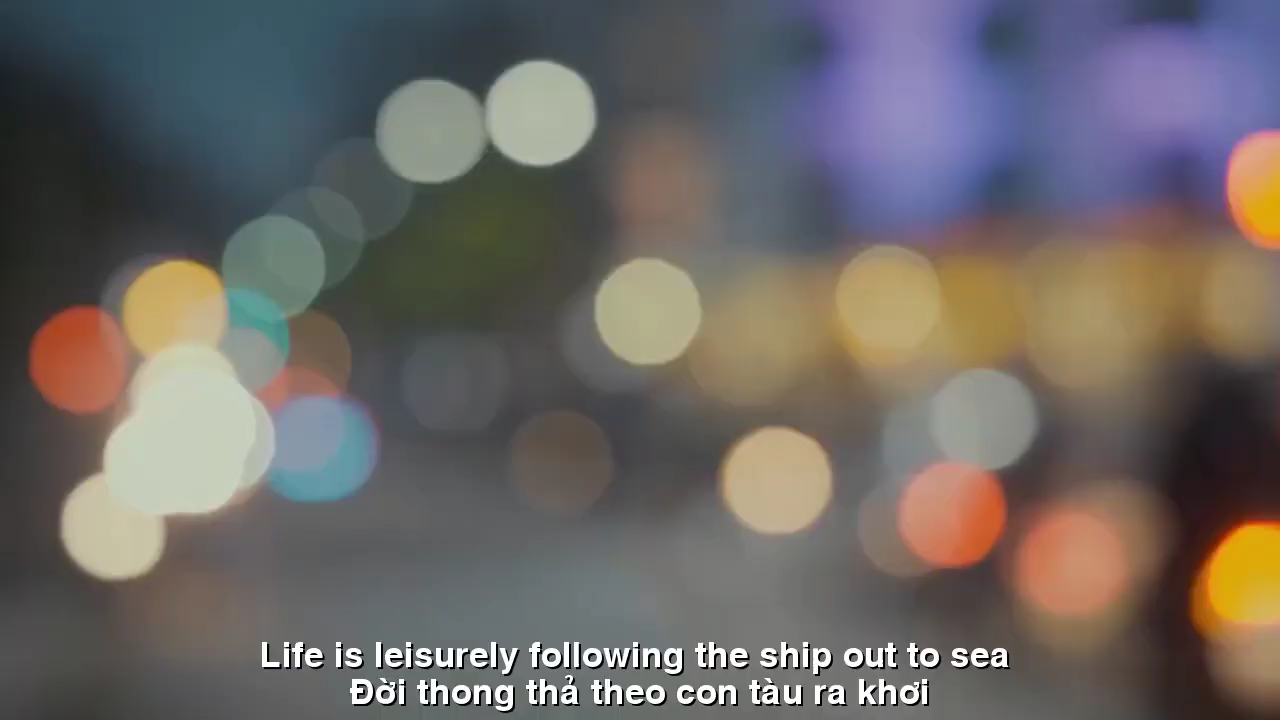 Life is leisurely following the ship out to sea
Đời thong thả theo con tàu ra khơi